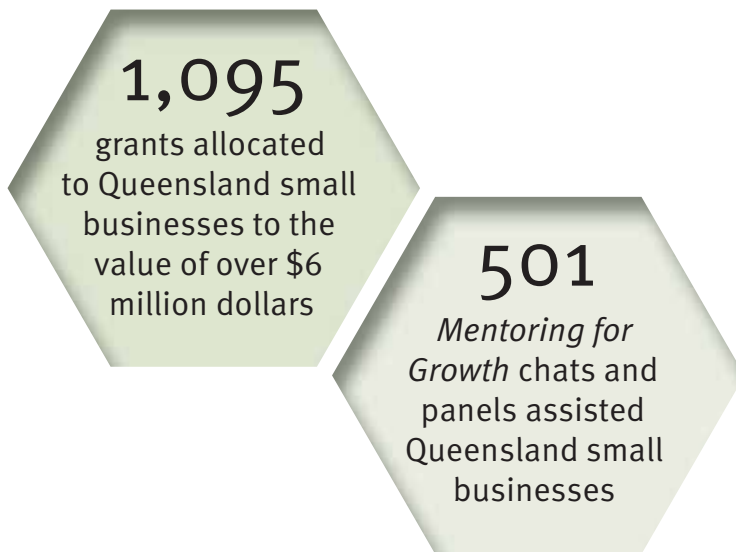 1,095
grants allocated
to Queensland small
businesses to the
value of over $6
million dollars
501
Mentoring for
Growth chats and
panels assisted
Queensland small
businesses